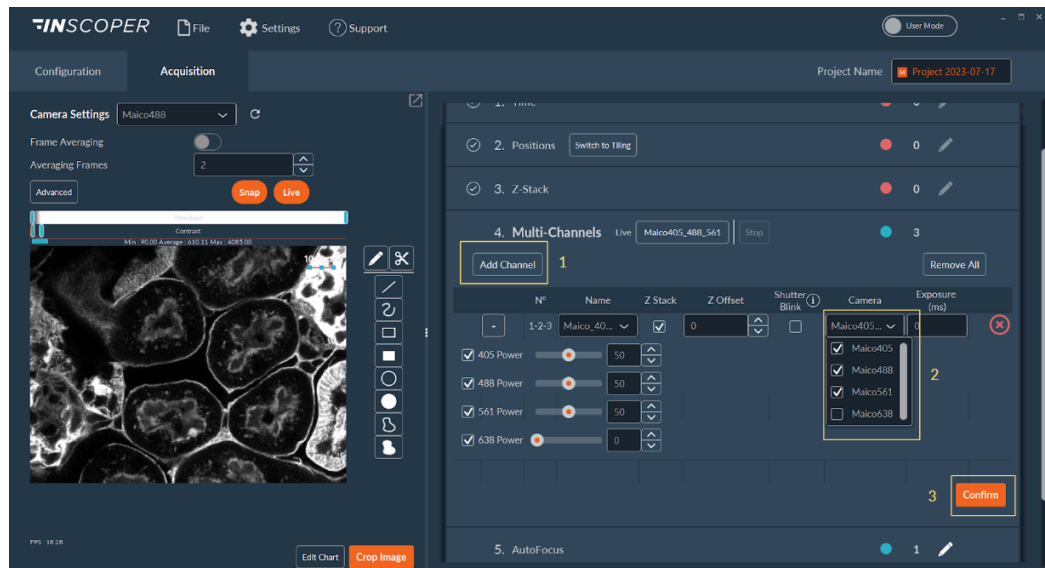 INSCOPER File Settings ? Support User Mode
Configuration Acquisition Project Name M Project 2023-07-17
Camera Settings Maico488
Frame Averaging
Averaging Frames 2
Advanced Snap Live
Threshold
Contrast
Min : 90.00 Average : 610.11 Max : 4085.00
10
FPS : 18.28
Edit Chart Crop Image
1. Time 0
2. Positions Switch to Tiling 0
3. Z-Stack 0
4. Multi-Channels Live Maico405_488_561 Stop 3
Add Channel 1 Remove All
N° Name Z Stack Z Offset Shutter Blink i Camera Exposure (ms)
- 1-2-3 Maico_40... 0 Maico405... 0
405 Power 50 Maico405
488 Power 50 Maico488 2
561 Power 50 Maico561
638 Power 0 Maico638
3 Confirm
5. AutoFocus 1